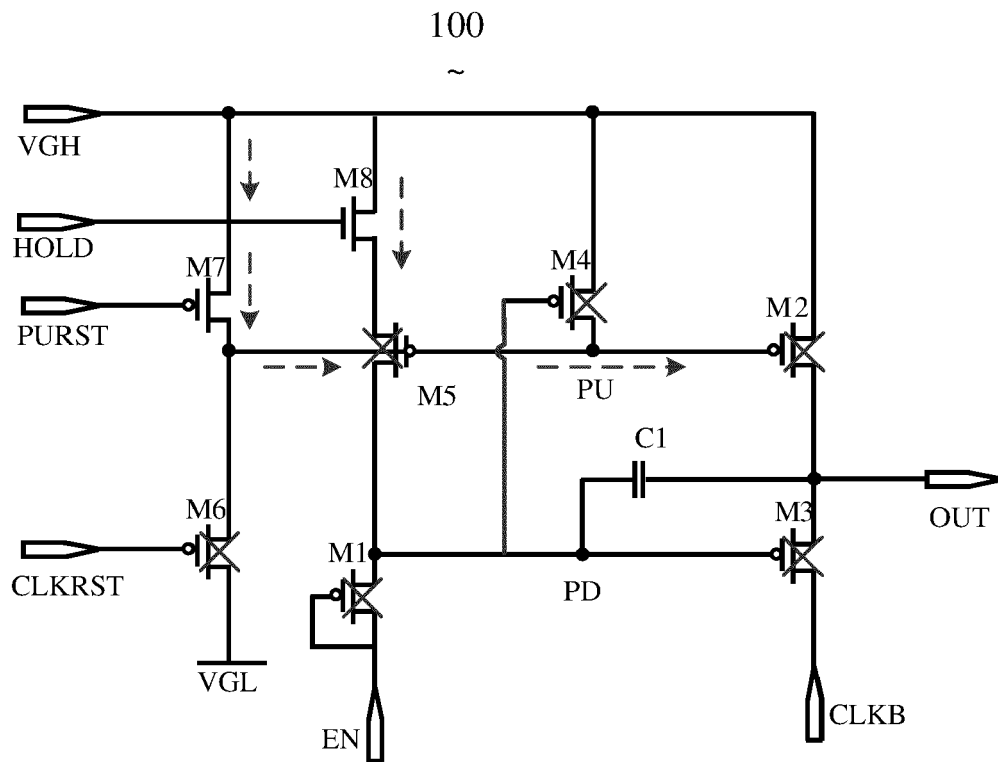 100
~
VGH
M8
HOLD
M7
M4
PURST
M2
M5
PU
C1
M6
M3
OUT
CLKRST
M1
PD
VGL
EN
CLKB